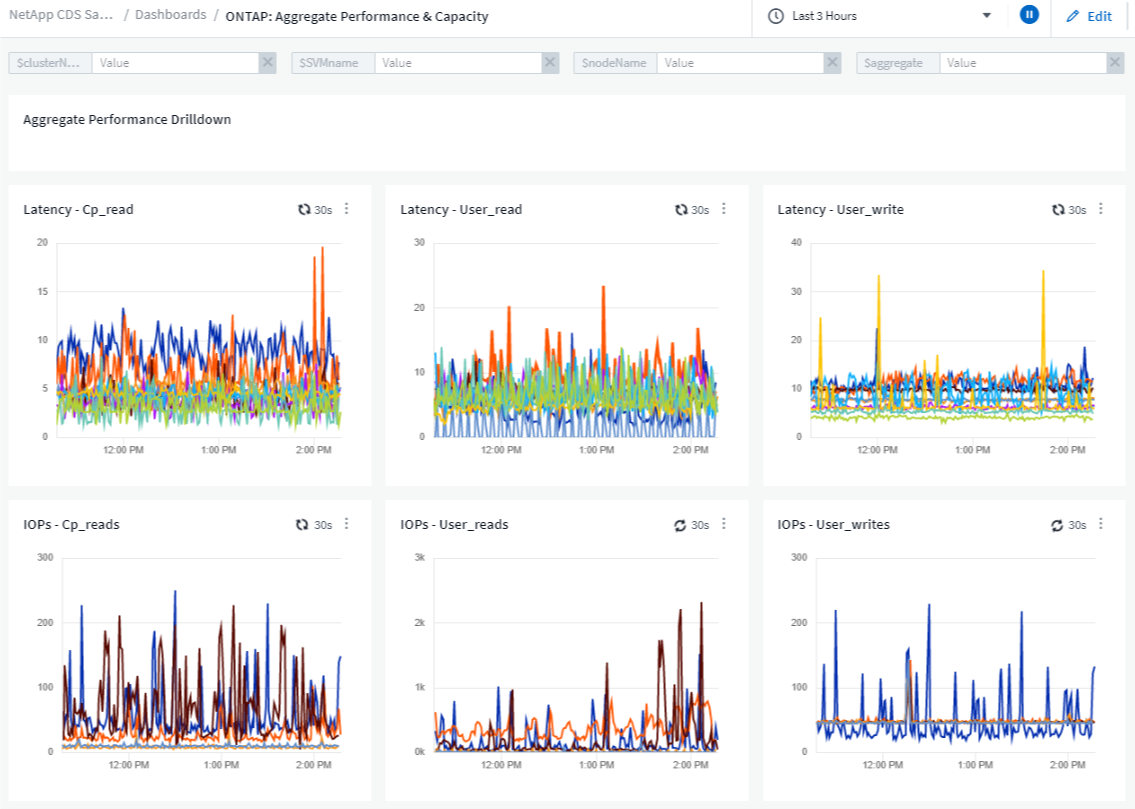 NetApp CDS Sa... / Dashboards / ONTAP: Aggregate Performance & Capacity
Last 3 Hours
Edit
$clusterN... Value
$SVMname Value
$nodeName Value
$aggregate Value
Aggregate Performance Drilldown
Latency - Cp_read 30s
20
15
10
5
0
12:00 PM 1:00 PM 2:00 PM
Latency - User_read 30s
30
20
10
0
12:00 PM 1:00 PM 2:00 PM
Latency - User_write 30s
40
30
20
10
0
12:00 PM 1:00 PM 2:00 PM
IOPs - Cp_reads 30s
300
200
100
0
12:00 PM 1:00 PM 2:00 PM
IOPs - User_reads 30s
3k
2k
1k
0k
12:00 PM 1:00 PM 2:00 PM
IOPs - User_writes 30s
300
200
100
0
12:00 PM 1:00 PM 2:00 PM